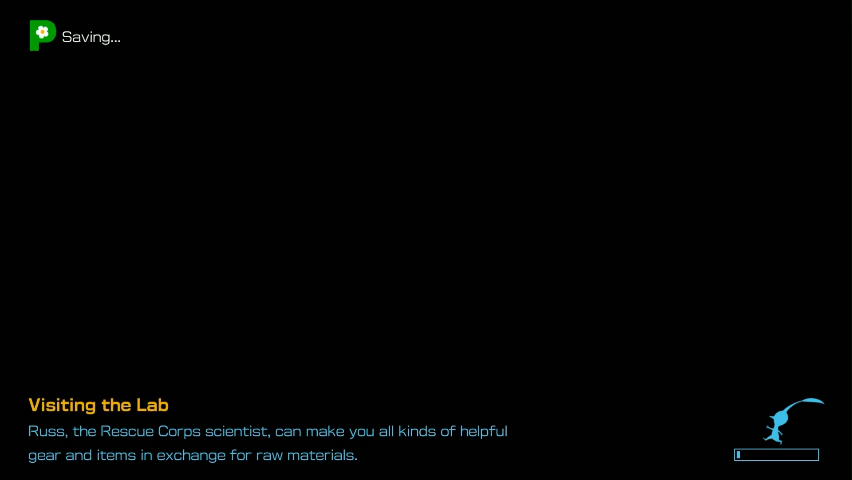 P Saving...
Visiting the Lab
Russ, the Rescue Corps scientist, can make you all kinds of helpful
gear and items in exchange for raw materials.